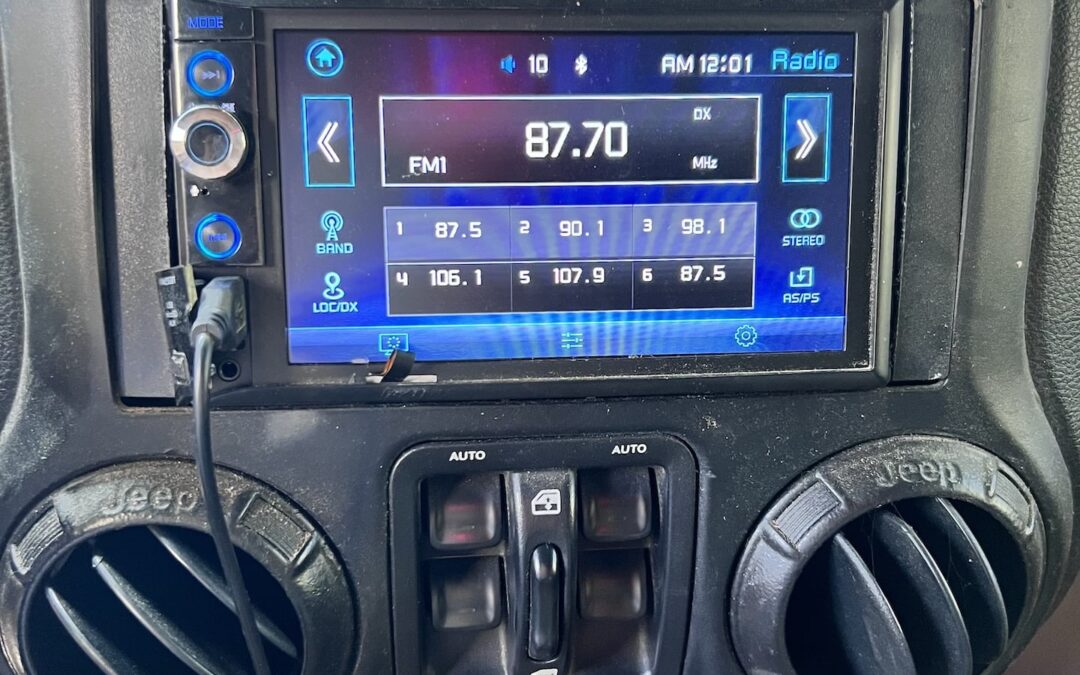 MODE
10
AM 12:01
Radio
DX
87.70
FM1
MHz
1 87.5 2 90.1 3 98.1
4 106.1 5 107.9 6 87.5
BAND
STEREO
LOC/DX
AS/PS
AUTO
AUTO
Jeep
Jeep